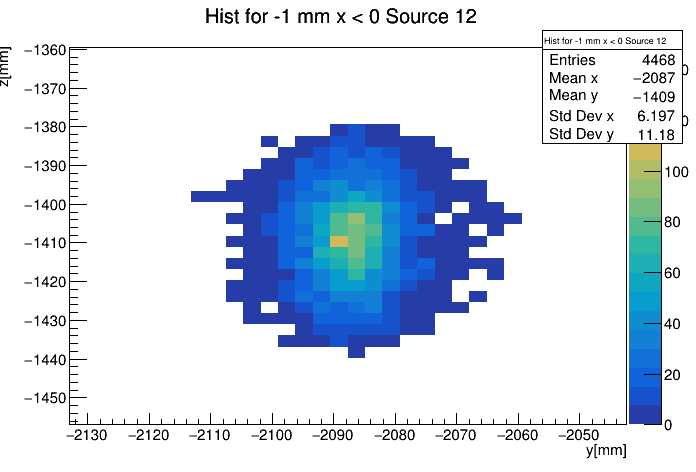 Hist for -1 mm x < 0 Source 12
Hist for -1 mm x < 0 Source 12
Entries 4468
Mean x −2087
Mean y −1409
Std Dev x 6.197
Std Dev y 11.18
z[mm]
−1360
−1370
−1380
−1390
−1400
−1410
−1420
−1430
−1440
−1450
0
0
100
80
60
40
20
0
−2130 −2120 −2110 −2100 −2090 −2080 −2070 −2060 −2050
y[mm]